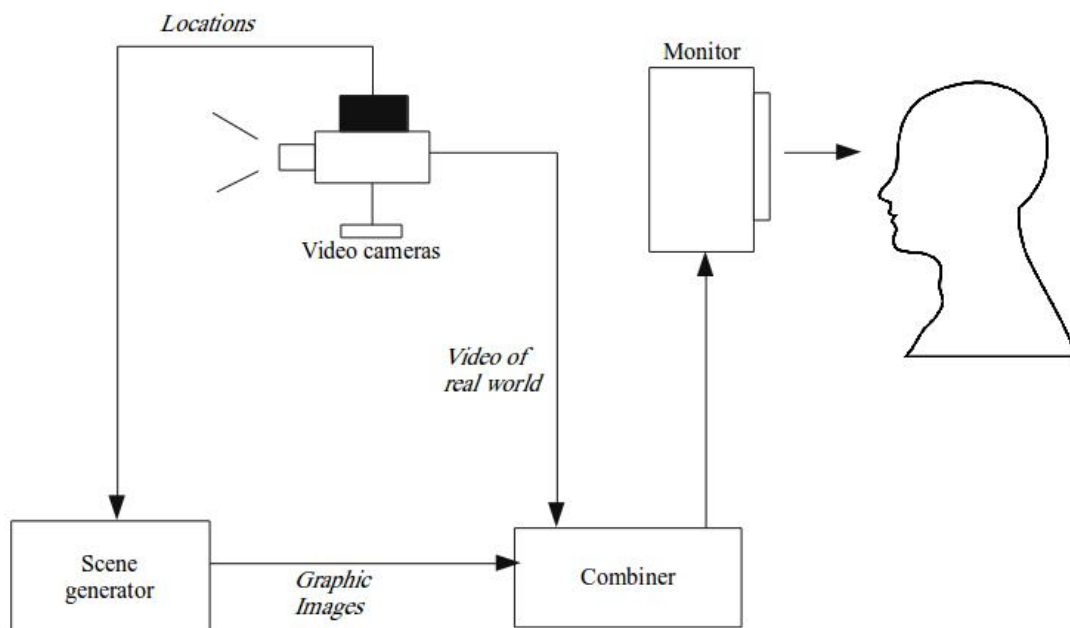 Locations
Monitor
Video cameras
Video of
real world
Scene
generator
Graphic
Images
Combiner